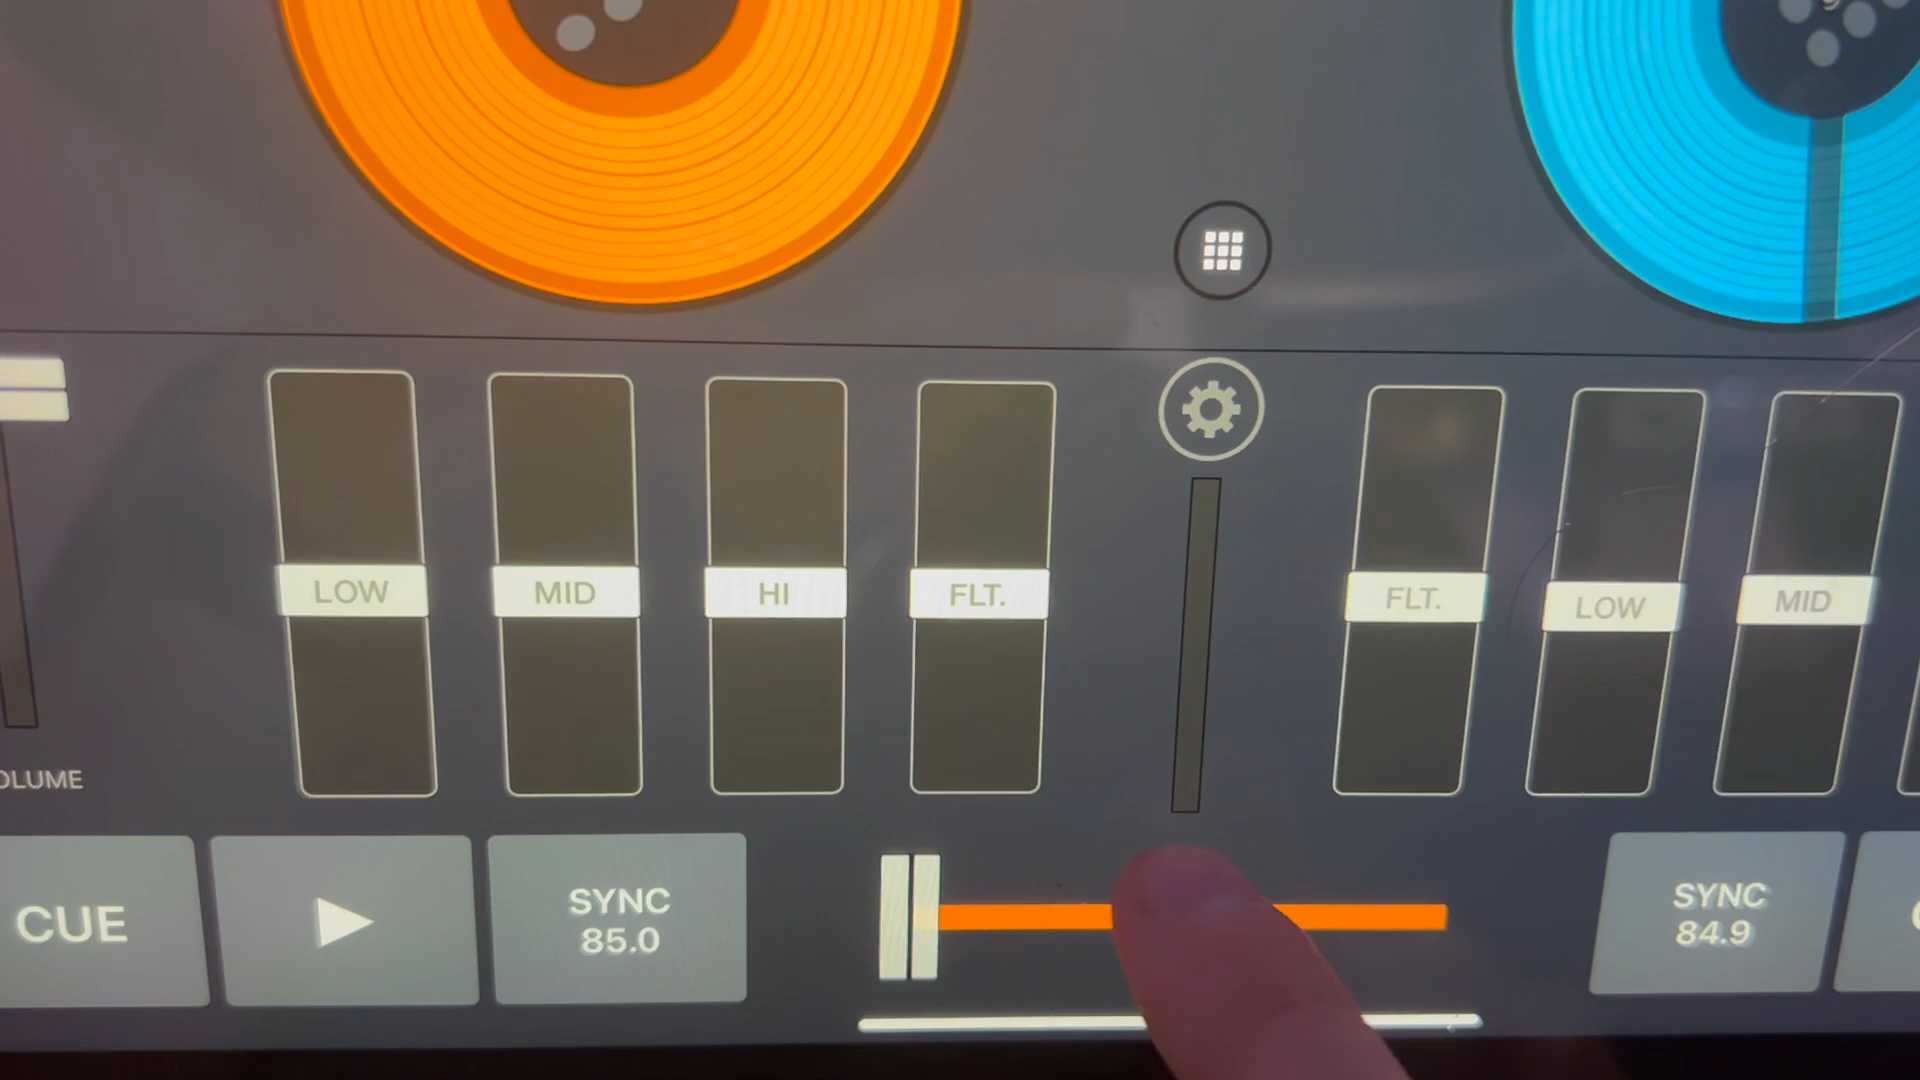 LOW
MID
HI
FLT.
FLT.
LOW
MID
OLUME
CUE
SYNC
85.0
SYNC
84.9